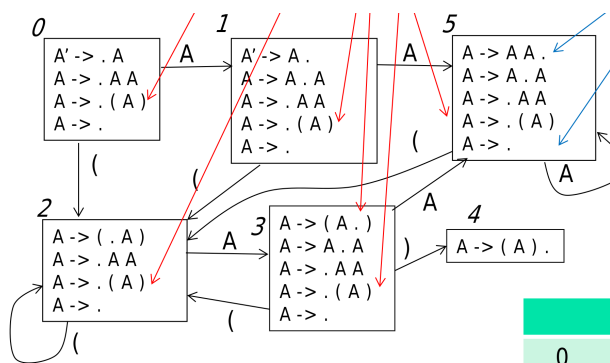 0
A' -> . A
A -> . A A
A -> . ( A )
A -> .
A
1
A' -> A .
A -> A . A
A -> . A A
A -> . ( A )
A -> .
A
5
A -> A A .
A -> A . A
A -> . A A
A -> . ( A )
A -> .
(
(
(
A
2
A -> ( . A )
A -> . A A
A -> . ( A )
A -> .
A
3
A -> ( A . )
A -> A . A
A -> . A A
A -> . ( A )
A -> .
A
)
4
A -> ( A ) .
(
(
0